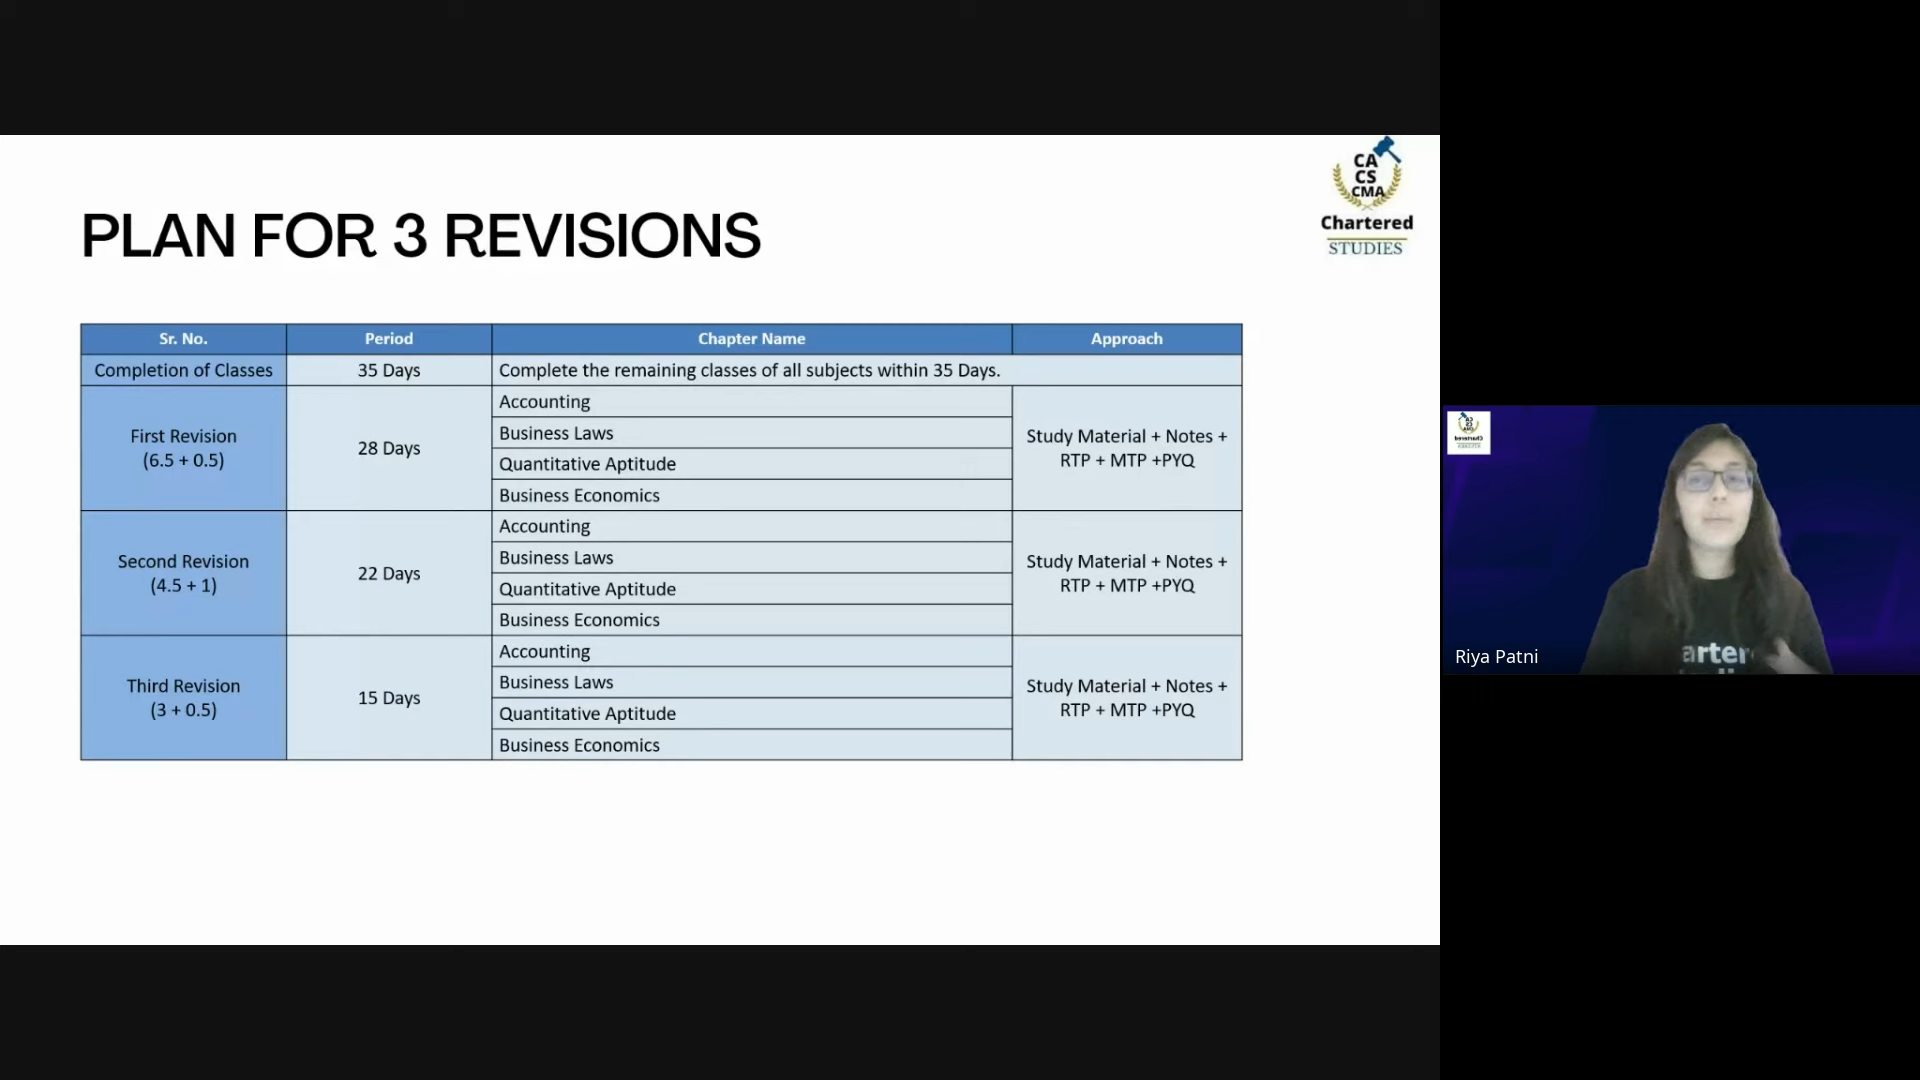 CA
CS
CMA
Chartered
STUDIES
PLAN FOR 3 REVISIONS
Sr. No. Period Chapter Name Approach
Completion of Classes 35 Days Complete the remaining classes of all subjects within 35 Days.
First Revision
(6.5 + 0.5)
28 Days
Accounting
Business Laws
Quantitative Aptitude
Business Economics
Study Material + Notes +
RTP + MTP +PYQ
Second Revision
(4.5 + 1)
22 Days
Accounting
Business Laws
Quantitative Aptitude
Business Economics
Study Material + Notes +
RTP + MTP +PYQ
Third Revision
(3 + 0.5)
15 Days
Accounting
Business Laws
Quantitative Aptitude
Business Economics
Study Material + Notes +
RTP + MTP +PYQ
Riya Patni